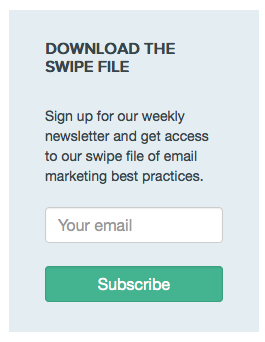 DOWNLOAD THE
SWIPE FILE
Sign up for our weekly
newsletter and get access
to our swipe file of email
marketing best practices.
Your email
Subscribe